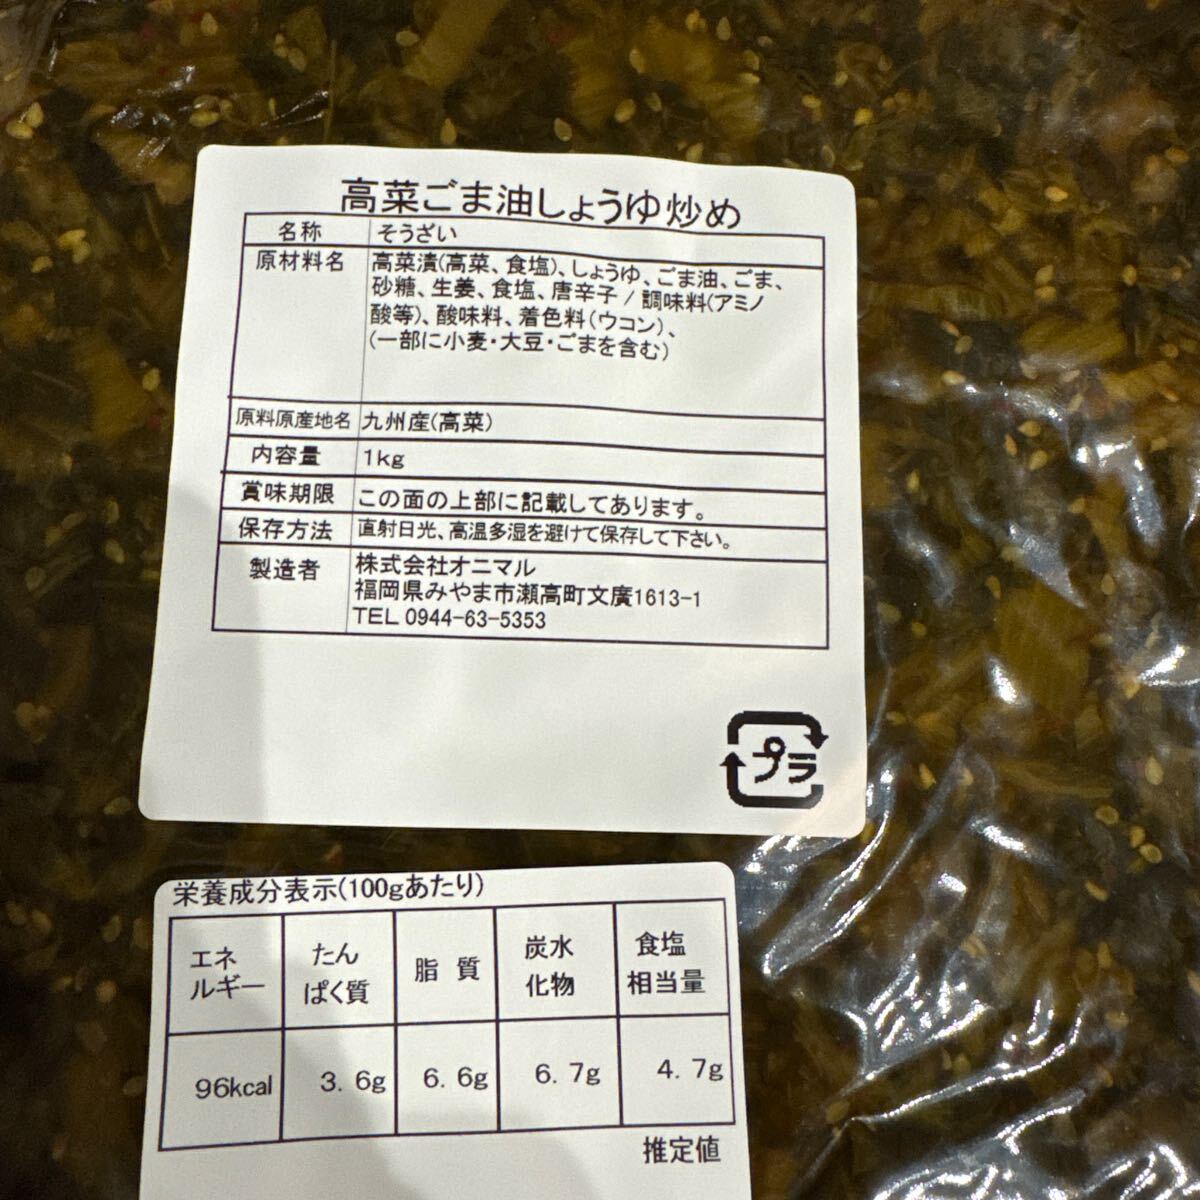 高菜ごま油しょうゆ炒め
名称 そうざい
原材料名 高菜漬(高菜、食塩)、しょうゆ、ごま油、ごま、
砂糖、生姜、食塩、唐辛子 / 調味料(アミノ
酸等)、酸味料、着色料(ウコン)、
(一部に小麦・大豆・ごまを含む)
原料原産地名 九州産(高菜)
内容量 1kg
賞味期限 この面の上部に記載してあります。
保存方法 直射日光、高温多湿を避けて保存して下さい。
製造者 株式会社オニマル
福岡県みやま市瀬高町文廣1613-1
TEL 0944-63-5353
プラ
栄養成分表示(100gあたり)
エネ
ルギー
たん
ぱく質
脂 質
炭水
化物
食塩
相当量
96kcal 3.6g 6.6g 6.7g 4.7g
推定値